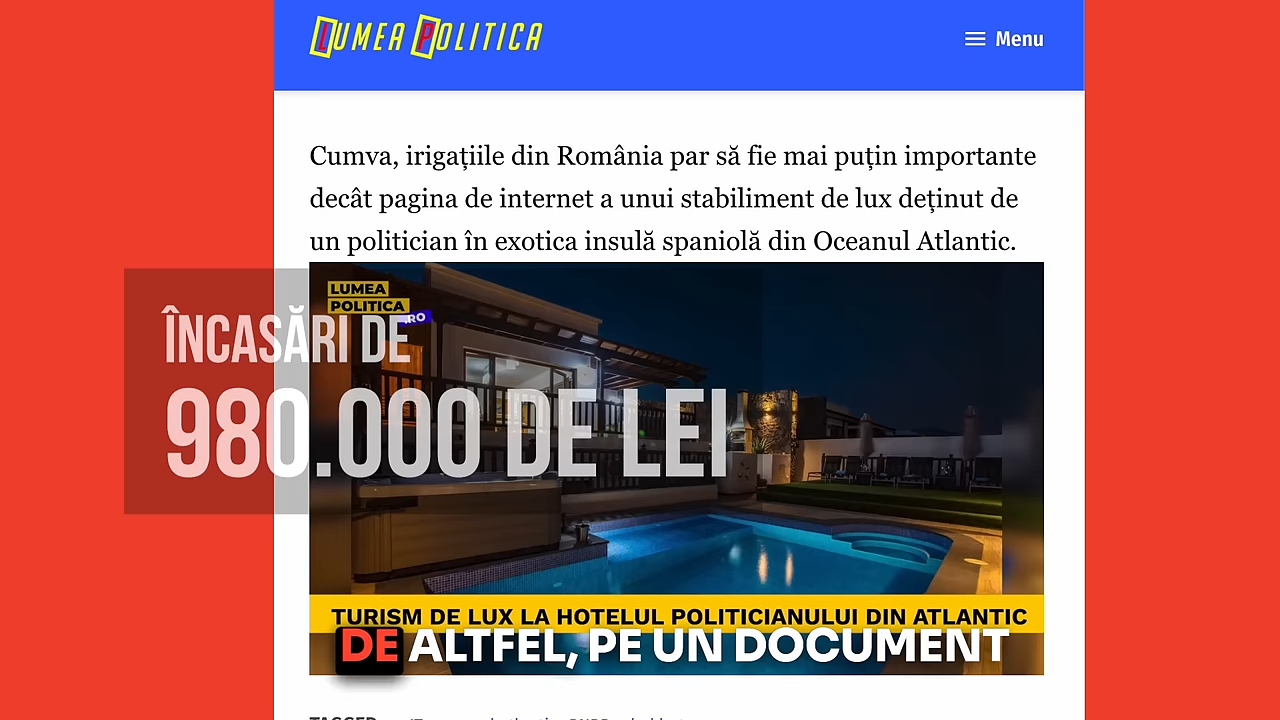 LUMEA POLITICA
Menu
Cumva, irigațiile din România par să fie mai puțin importante
decât pagina de internet a unui stabiliment de lux deținut de
un politician în exotica insulă spaniolă din Oceanul Atlantic.
LUMEA
POLITICA
.RO
ÎNCASĂRI DE
980.000 DE LEI
TURISM DE LUX LA HOTELUL POLITICIANULUI DIN ATLANTIC
DE ALTFEL, PE UN DOCUMENT
TAGGED